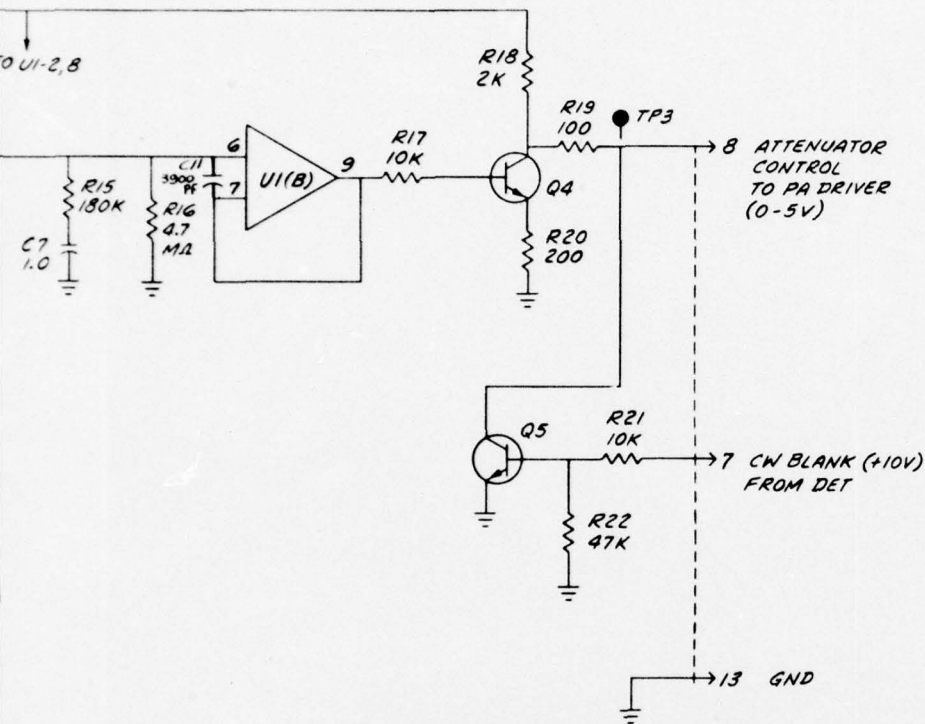 TO U1-2,8
R18
2K
R19
100
TP3
8 ATTENUATOR
CONTROL
TO PA DRIVER
(0-5V)
R17
10K
6
C11
3900
PF
7
U1(B)
9
Q4
R15
180K
R16
4.7
MΩ
C7
1.0
R20
200
Q5
R21
10K
7 CW BLANK (+10V)
FROM DET
R22
47K
13 GND